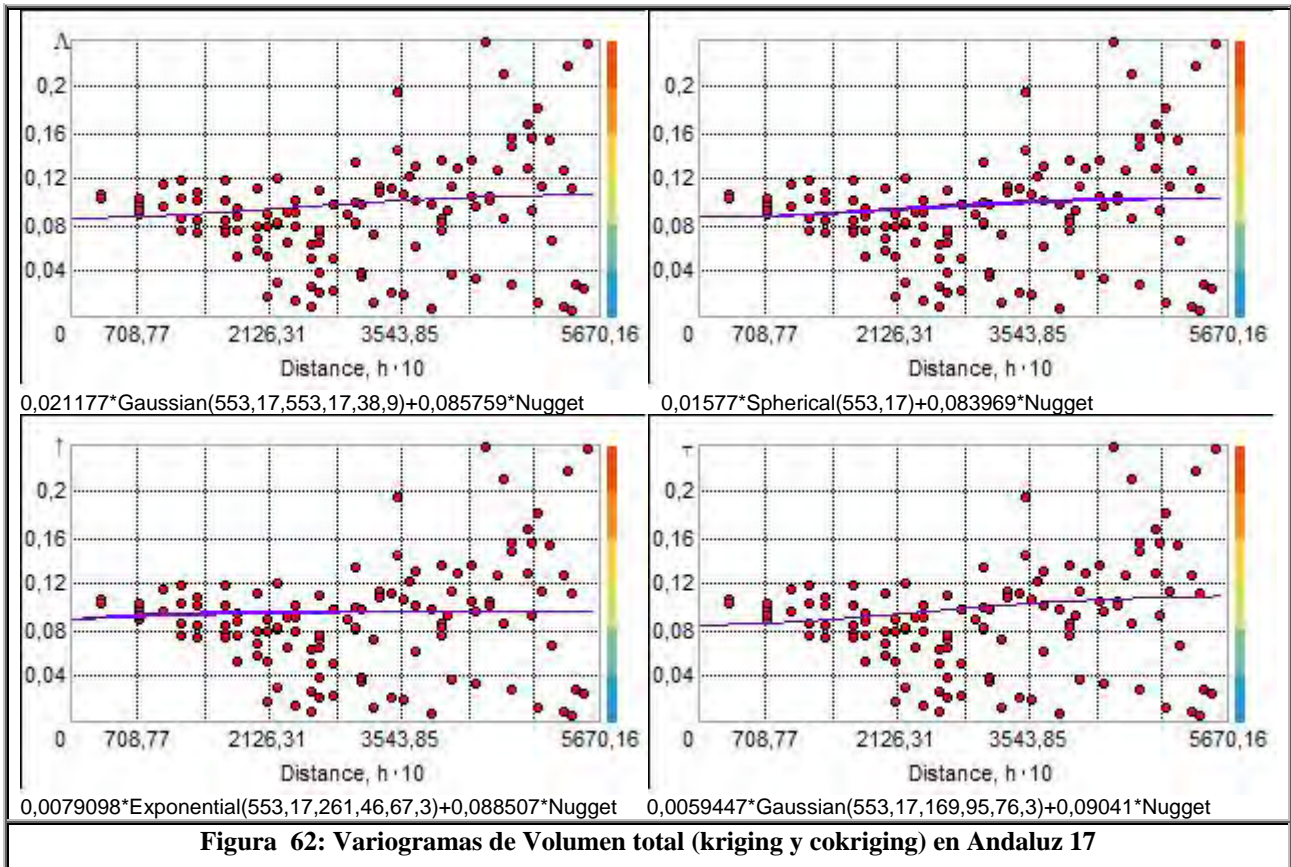 0,2
0,16
0,12
0,08
0,04
0 708,77 2126,31 3543,85 5670,16
Distance, h · 10
0,021177*Gaussian(553,17,553,17,38,9)+0,085759*Nugget
0,2
0,16
0,12
0,08
0,04
0 708,77 2126,31 3543,85 5670,16
Distance, h · 10
0,01577*Spherical(553,17)+0,083969*Nugget
0,2
0,16
0,12
0,08
0,04
0 708,77 2126,31 3543,85 5670,16
Distance, h · 10
0,0079098*Exponential(553,17,261,46,67,3)+0,088507*Nugget
0,2
0,16
0,12
0,08
0,04
0 708,77 2126,31 3543,85 5670,16
Distance, h · 10
0,0059447*Gaussian(553,17,169,95,76,3)+0,09041*Nugget
Figura 62: Variogramas de Volumen total (kriging y cokriging) en Andaluz 17